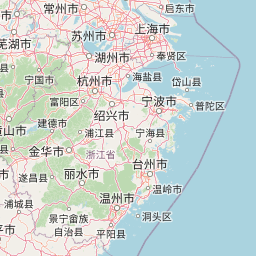 常州市
启东市
苏州市
上海市
芜湖市
湖州市
奉贤区
宁国市
海盐县
杭州市
岱山县
富阳区
宁波市
普陀区
绍兴市
建德市
浦江县
宁海县
金华市
浙江省
台州市
遂昌县
丽水市
温岭市
浦城县
温州市
景宁畲族
洞头区
平阳县